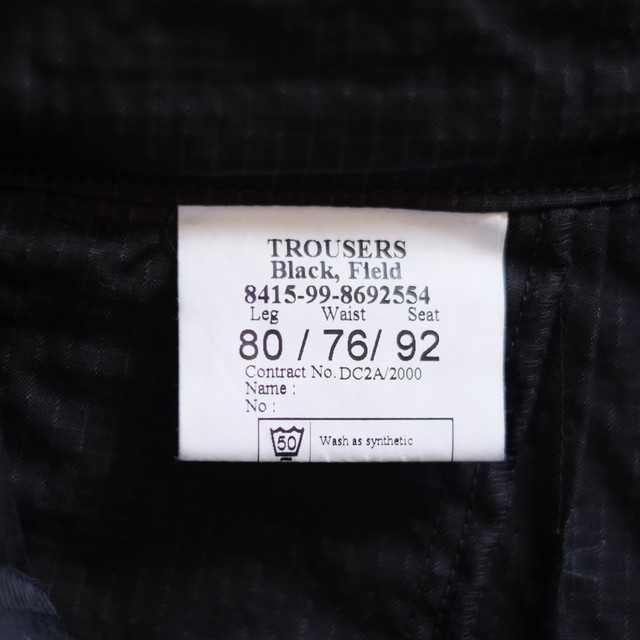 TROUSERS
Black, Field
8415-99-8692554
Leg Waist Seat
80 / 76/ 92
Contract No. DC2A/2000
Name :
No :
50 Wash as synthetic